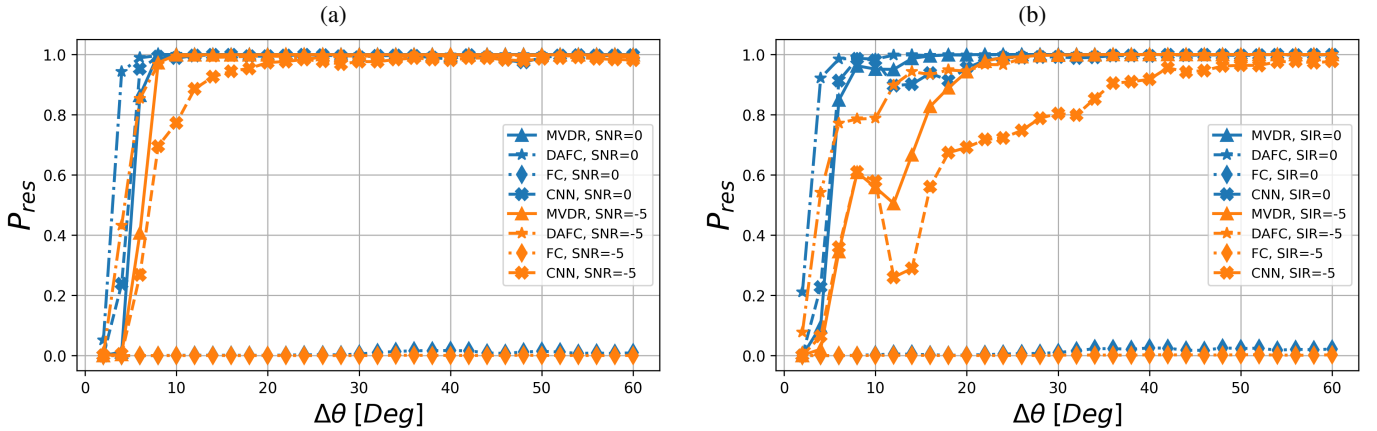 (a)
1.0
0.8
0.6
0.4
0.2
0.0
P_res
0
10
20
30
40
50
60
Δθ [Deg]
MVDR, SNR=0
DAFC, SNR=0
FC, SNR=0
CNN, SNR=0
MVDR, SNR=-5
DAFC, SNR=-5
FC, SNR=-5
CNN, SNR=-5
(b)
1.0
0.8
0.6
0.4
0.2
0.0
P_res
0
10
20
30
40
50
60
Δθ [Deg]
MVDR, SIR=0
DAFC, SIR=0
FC, SIR=0
CNN, SIR=0
MVDR, SIR=-5
DAFC, SIR=-5
FC, SIR=-5
CNN, SIR=-5